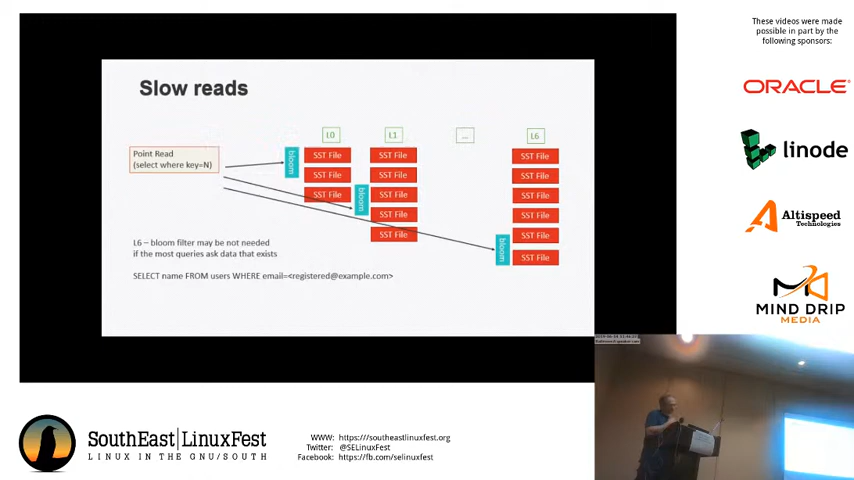 These videos were made
possible in part by the
following sponsors:
ORACLE
linode
Altispeed
Technologies
MIND DRIP
MEDIA
Slow reads
L0
L1
...
L6
Point Read
(select where key=N)
bloom
SST File
SST File
SST File
bloom
SST File
SST File
SST File
SST File
SST File
bloom
SST File
SST File
SST File
SST File
SST File
SST File
L6 – bloom filter may be not needed
if the most queries ask data that exists
SELECT name FROM users WHERE email=<registered@example.com>
SouthEast|LinuxFest
LINUX IN THE GNU/SOUTH
WWW: https:///southeastlinuxfest.org
Twitter: @SELinuxFest
Facebook: https://fb.com/selinuxfest